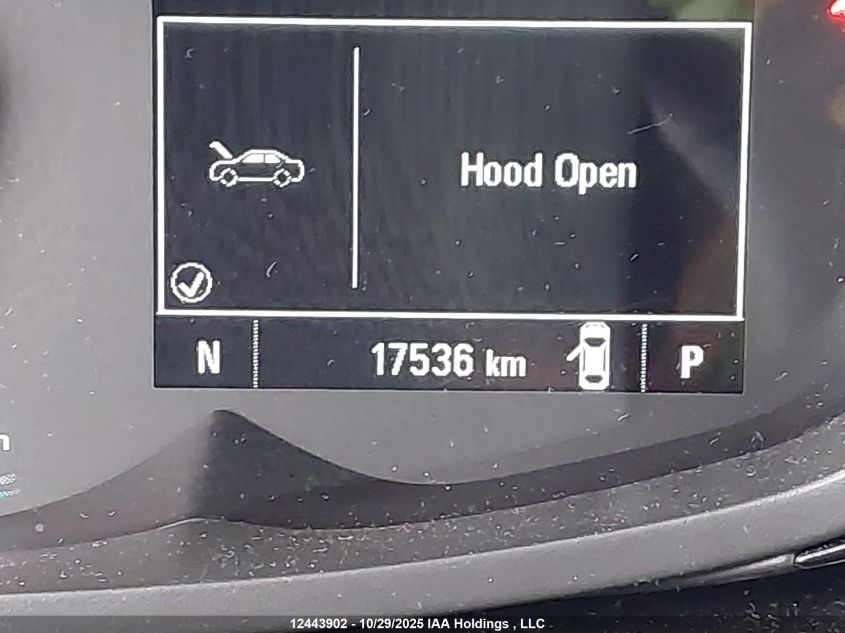 Hood Open
N 17536 km P
12443902 - 10/29/2025 IAA Holdings , LLC